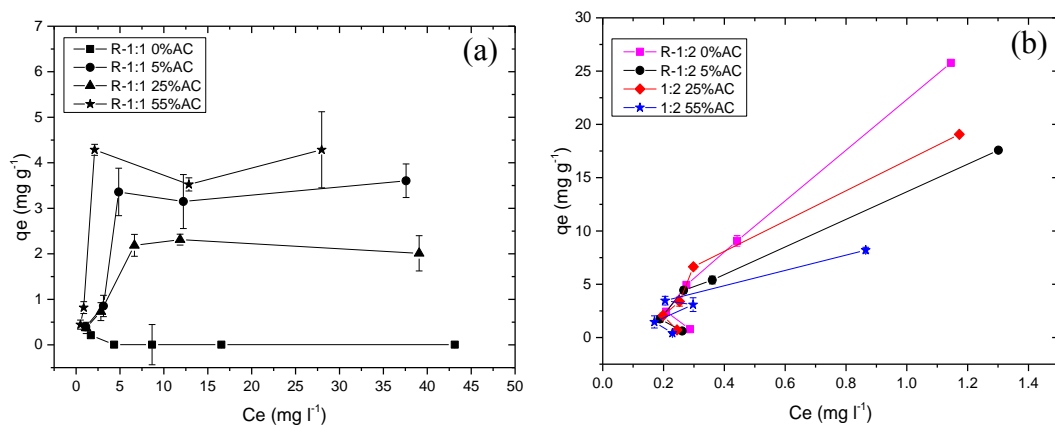 (a)
R-1:1 0%AC
R-1:1 5%AC
R-1:1 25%AC
R-1:1 55%AC
qe (mg g⁻¹)
7
6
5
4
3
2
1
0
0 5 10 15 20 25 30 35 40 45 50
Ce (mg l⁻¹)
(b)
R-1:2 0%AC
R-1:2 5%AC
1:2 25%AC
1:2 55%AC
qe (mg g⁻¹)
30
25
20
15
10
5
0
0.0 0.2 0.4 0.6 0.8 1.0 1.2 1.4
Ce (mg l⁻¹)